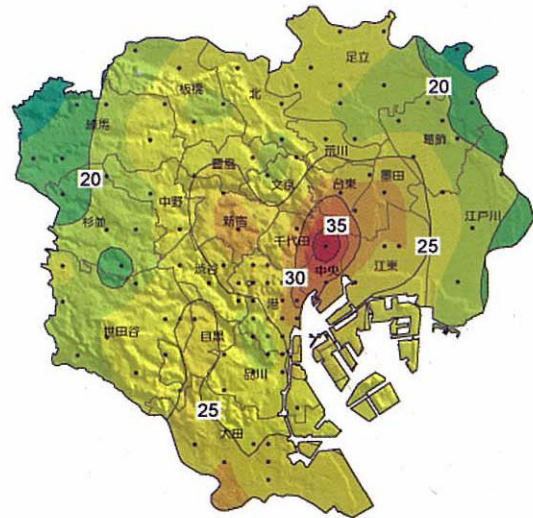 足立
20
板橋
北
練馬
葛飾
荒川
豊島
20
文京
台東
墨田
中野
35
江戸川
杉並
新宿
千代田
25
渋谷
中央
江東
30
港
世田谷
目黒
品川
25
大田